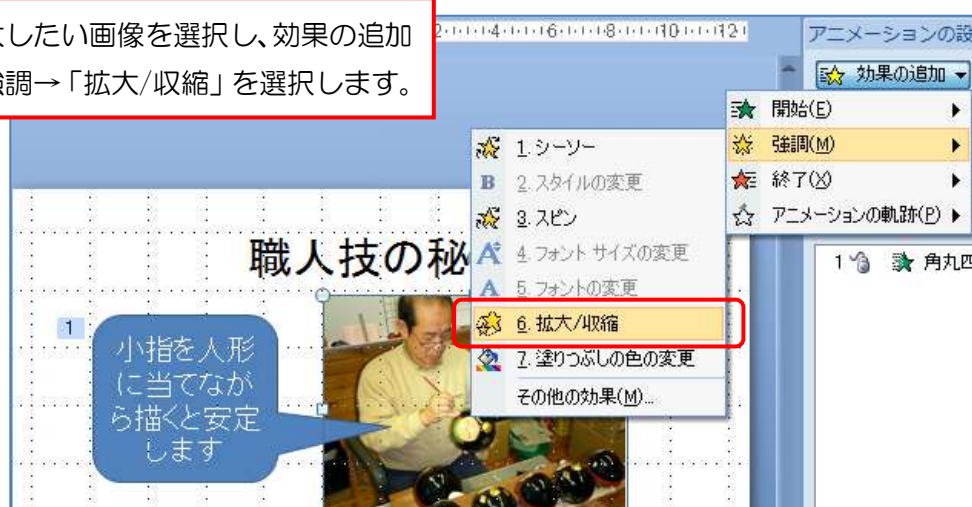 したい画像を選択し、効果の追加
調→「拡大/収縮」を選択します。
2 4 6 8 10 12
アニメーションの設
効果の追加
開始(E)
強調(M)
終了(X)
アニメーションの軌跡(P)
1. シーソー
2. スタイルの変更
3. スピン
4. フォント サイズの変更
5. フォントの変更
6. 拡大/収縮
7. 塗りつぶしの色の変更
その他の効果(M)...
1 角丸四
職人技の秘
1
小指を人形
に当てなが
ら描くと安定
します